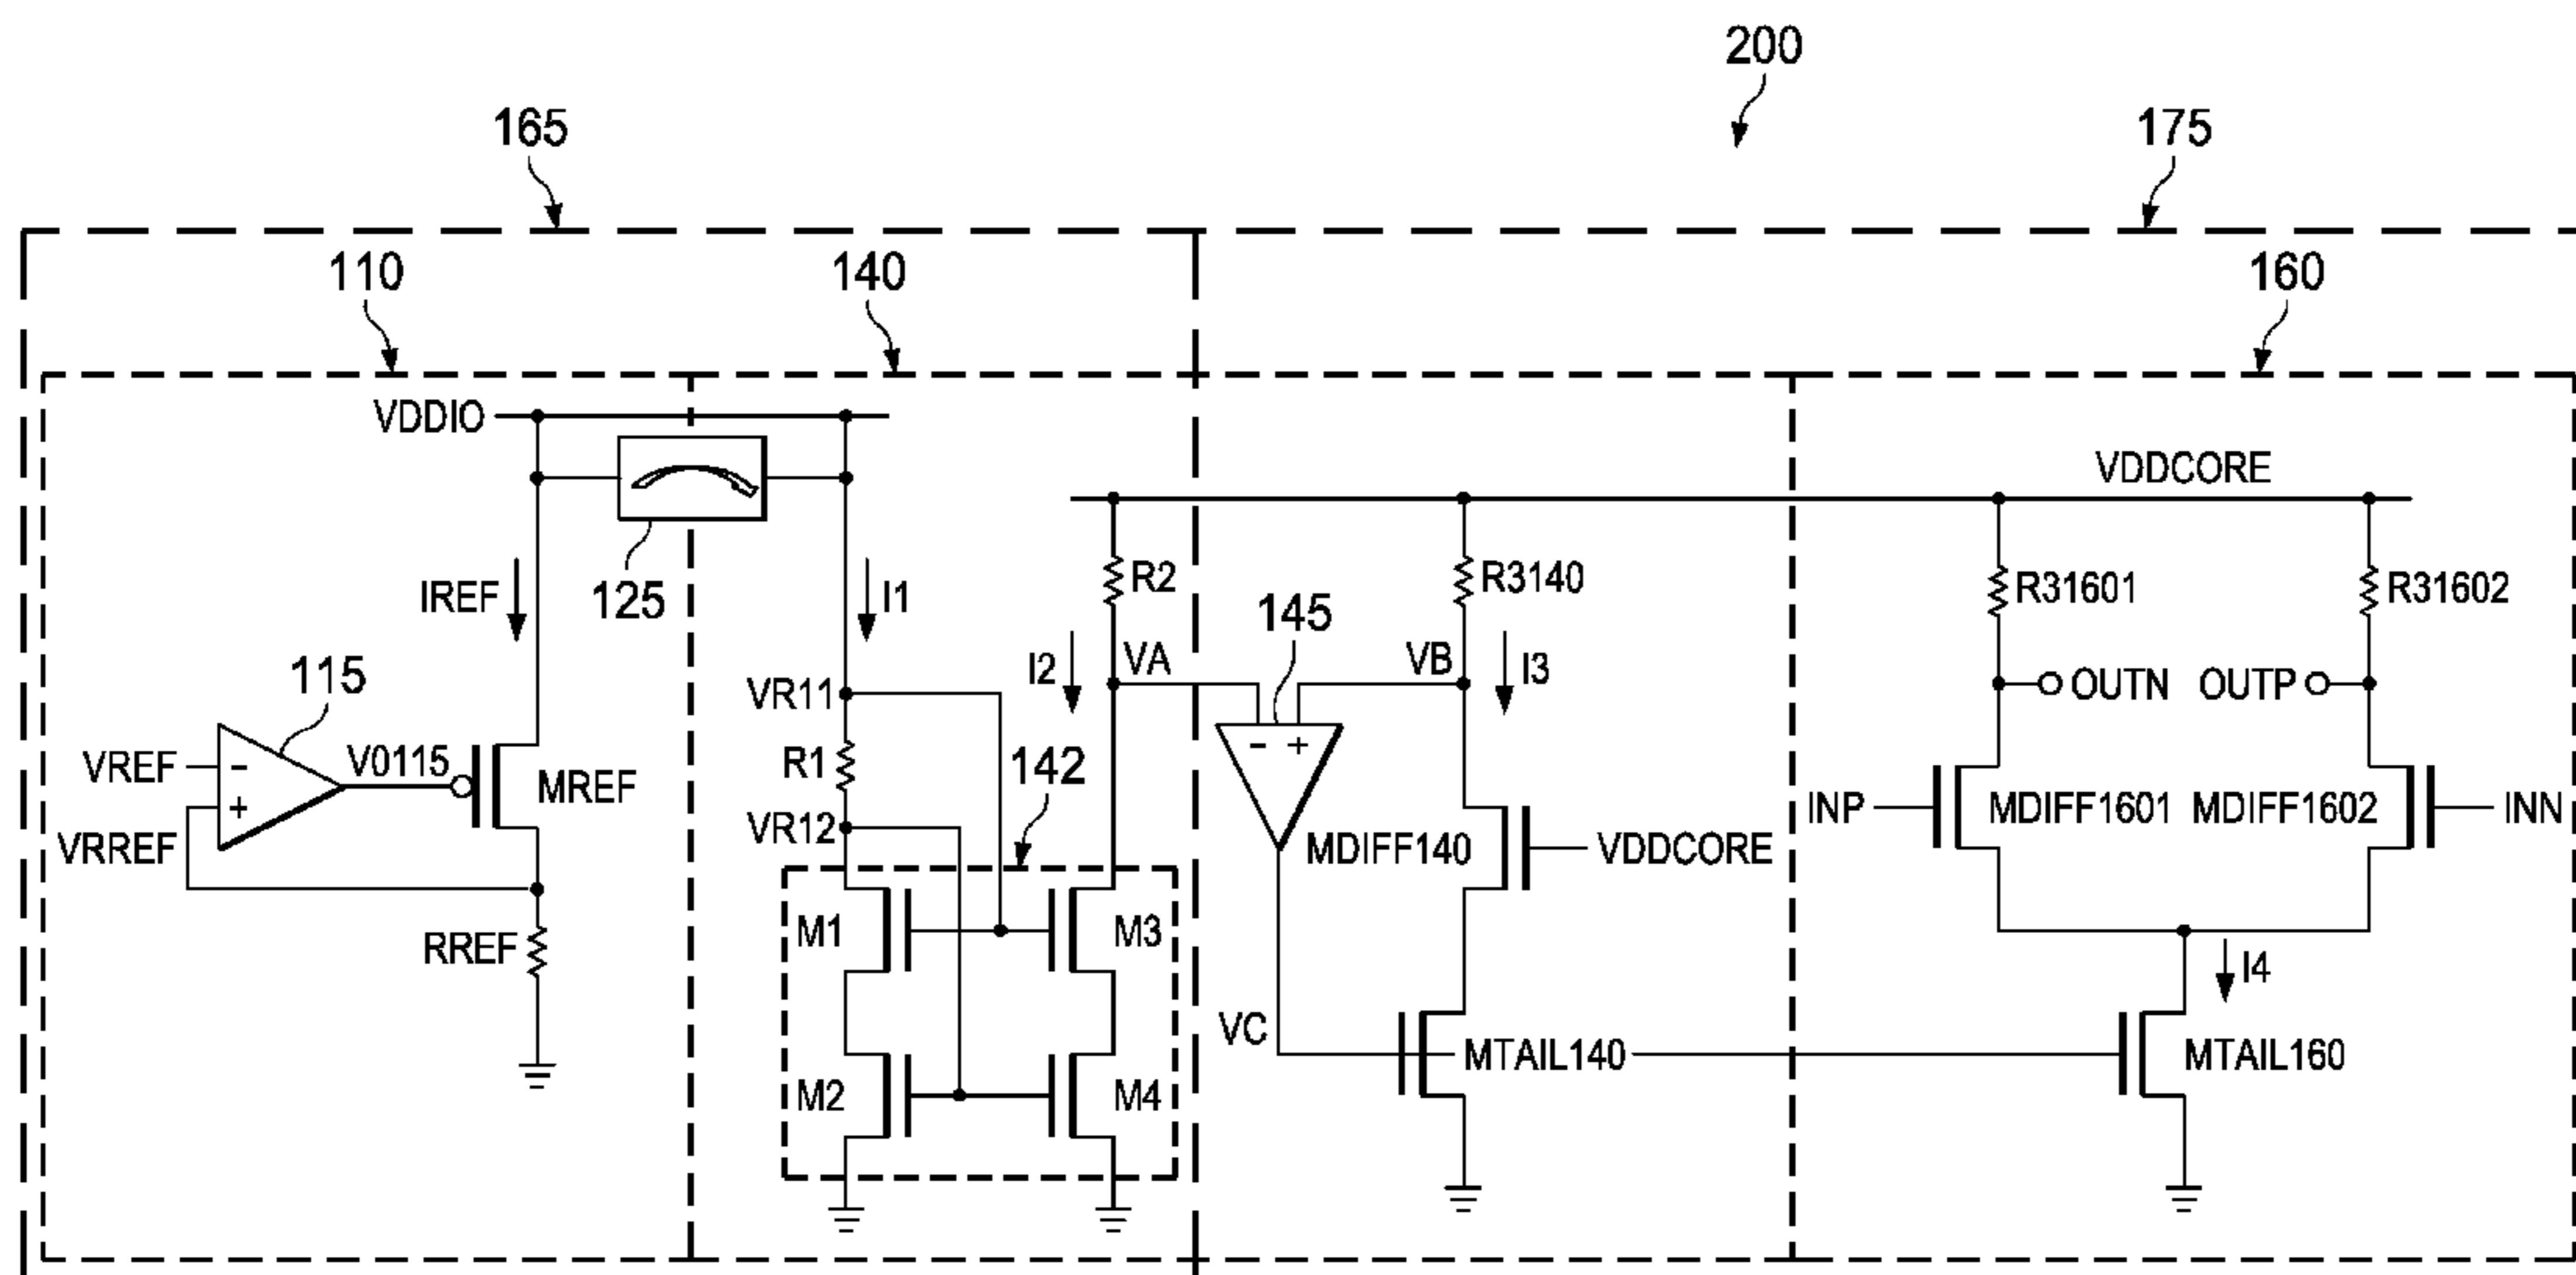 200
165
175
110
140
160
VDDIO
VDDCORE
125
IREF
I1
R2
R3140
R31601
R31602
145
115
I2
VA
VB
I3
OUTN
OUTP
VR11
VREF
-
V0115
MREF
R1
142
- +
INP
MDIFF1601
MDIFF1602
INN
+
VRREF
VR12
MDIFF140
VDDCORE
M1
M3
RREF
I4
VC
MTAIL140
MTAIL160
M2
M4